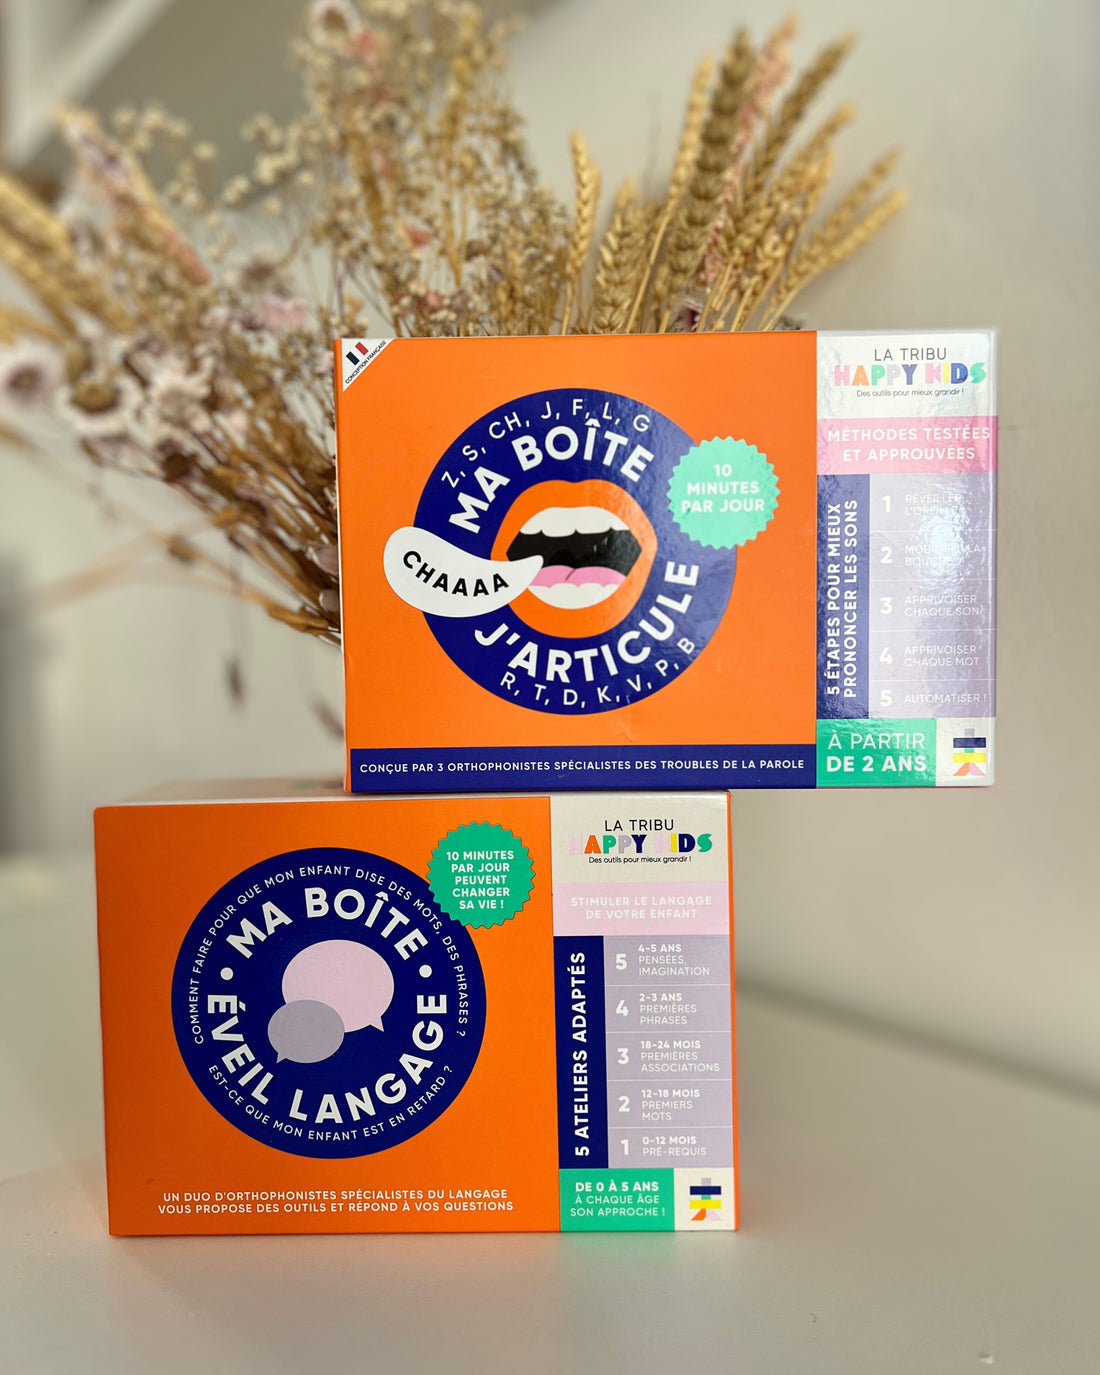 CONCEPTION FRANÇAISE
Z, S, CH, J, F, L, G
MA BOÎTE
CHAAAA
J'ARTICULE
R, T, D, K, V, P, B
10
MINUTES
PAR JOUR
CONÇUE PAR 3 ORTHOPHONISTES SPÉCIALISTES DES TROUBLES DE LA PAROLE
LA TRIBU
HAPPY KIDS
Des outils pour mieux grandir !
MÉTHODES TESTÉES
ET APPROUVÉES
5 ÉTAPES POUR MIEUX
PRONONCER LES SONS
1 RÉVEILLER
L'OREILLE
2 MOBILISER LA
BOUCHE
3 APPRIVOISER
CHAQUE SON
4 APPRIVOISER
CHAQUE MOT
5 AUTOMATISER !
À PARTIR
DE 2 ANS
COMMENT FAIRE POUR QUE MON ENFANT DISE DES MOTS, DES PHRASES ?
MA BOÎTE
ÉVEIL LANGAGE
EST-CE QUE MON ENFANT EST EN RETARD ?
10 MINUTES
PAR JOUR
PEUVENT
CHANGER
SA VIE !
UN DUO D'ORTHOPHONISTES SPÉCIALISTES DU LANGAGE
VOUS PROPOSE DES OUTILS ET RÉPOND À VOS QUESTIONS
LA TRIBU
HAPPY KIDS
Des outils pour mieux grandir !
STIMULER LE LANGAGE
DE VOTRE ENFANT
5 ATELIERS ADAPTÉS
5 4-5 ANS
PENSÉES,
IMAGINATION
4 2-3 ANS
PREMIÈRES
PHRASES
3 18-24 MOIS
PREMIÈRES
ASSOCIATIONS
2 12-18 MOIS
PREMIERS
MOTS
1 0-12 MOIS
PRÉ-REQUIS
DE 0 À 5 ANS
À CHAQUE ÂGE
SON APPROCHE !